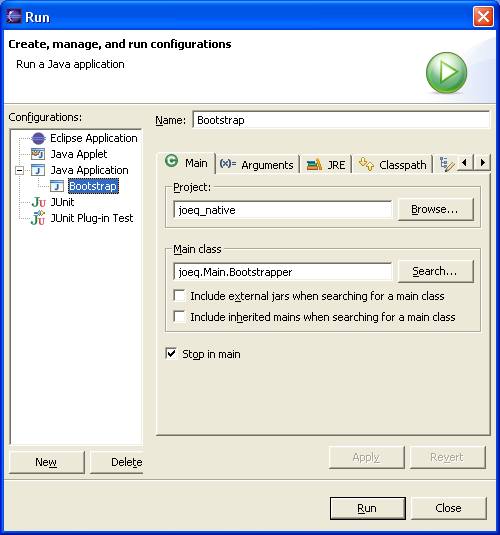 Run
Create, manage, and run configurations
Run a Java application
Configurations:
Eclipse Application
Java Applet
Java Application
Bootstrap
JUnit
JUnit Plug-in Test
New
Delete
Name:
Bootstrap
Main
(x)= Arguments
JRE
Classpath
Project:
joeq_native
Browse...
Main class
joeq.Main.Bootstrapper
Search...
Include external jars when searching for a main class
Include inherited mains when searching for a main class
Stop in main
Apply
Revert
Run
Close